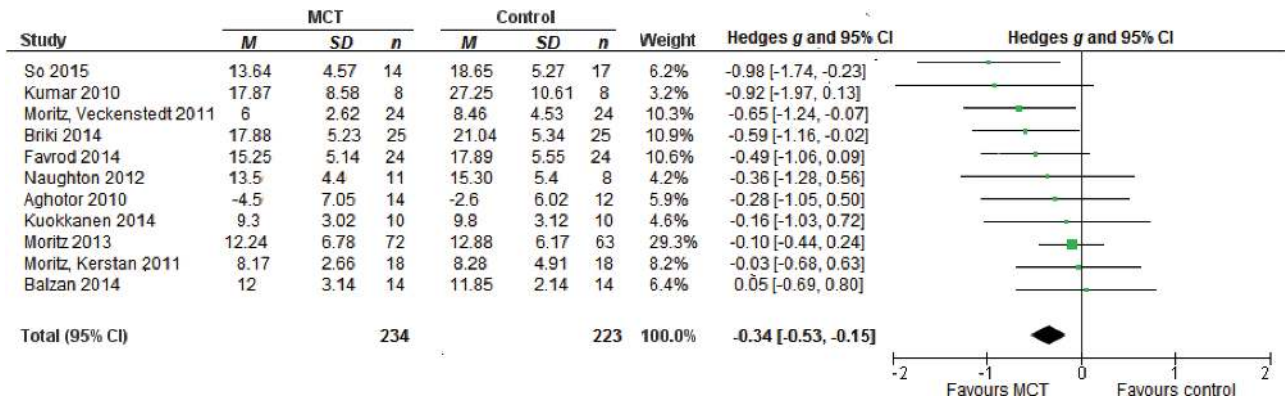 MCT Control
Study M SD n M SD n Weight Hedges g and 95% CI Hedges g and 95% CI
So 2015 13.64 4.57 14 18.65 5.27 17 6.2% -0.98 [-1.74, -0.23]
Kumar 2010 17.87 8.58 8 27.25 10.61 8 3.2% -0.92 [-1.97, 0.13]
Moritz, Veckenstedt 2011 6 2.62 24 8.46 4.53 24 10.3% -0.65 [-1.24, -0.07]
Briki 2014 17.88 5.23 25 21.04 5.34 25 10.9% -0.59 [-1.16, -0.02]
Favrod 2014 15.25 5.14 24 17.89 5.55 24 10.6% -0.49 [-1.06, 0.09]
Naughton 2012 13.5 4.4 11 15.30 5.4 8 4.2% -0.36 [-1.28, 0.56]
Aghotor 2010 -4.5 7.05 14 -2.6 6.02 12 5.9% -0.28 [-1.05, 0.50]
Kuokkanen 2014 9.3 3.02 10 9.8 3.12 10 4.6% -0.16 [-1.03, 0.72]
Moritz 2013 12.24 6.78 72 12.88 6.17 63 29.3% -0.10 [-0.44, 0.24]
Moritz, Kerstan 2011 8.17 2.66 18 8.28 4.91 18 8.2% -0.03 [-0.68, 0.63]
Balzan 2014 12 3.14 14 11.85 2.14 14 6.4% 0.05 [-0.69, 0.80]
Total (95% CI) 234 223 100.0% -0.34 [-0.53, -0.15]
-2 -1 0 1 2
Favours MCT Favours control